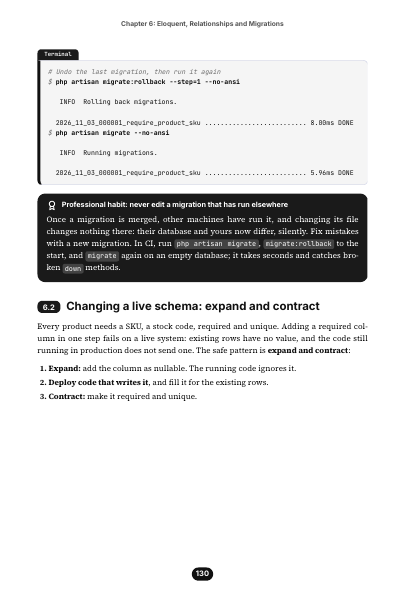 Chapter 6: Eloquent, Relationships and Migrations
Terminal
# Undo the last migration, then run it again
$ php artisan migrate:rollback --step=1 --no-ansi
INFO  Rolling back migrations.
2026_11_03_000001_require_product_sku .......................... 8.80ms DONE
$ php artisan migrate --no-ansi
INFO  Running migrations.
2026_11_03_000001_require_product_sku .......................... 5.96ms DONE
Professional habit: never edit a migration that has run elsewhere
Once a migration is merged, other machines have run it, and changing its file
changes nothing there: their database and yours now differ, silently. Fix mistakes
with a new migration. In CI, run php artisan migrate, migrate:rollback to the
start, and migrate again on an empty database; it takes seconds and catches bro-
ken down methods.
6.2 Changing a live schema: expand and contract
Every product needs a SKU, a stock code, required and unique. Adding a required col-
umn in one step fails on a live system: existing rows have no value, and the code still
running in production does not send one. The safe pattern is expand and contract:
1. Expand: add the column as nullable. The running code ignores it.
2. Deploy code that writes it, and fill it for the existing rows.
3. Contract: make it required and unique.
130